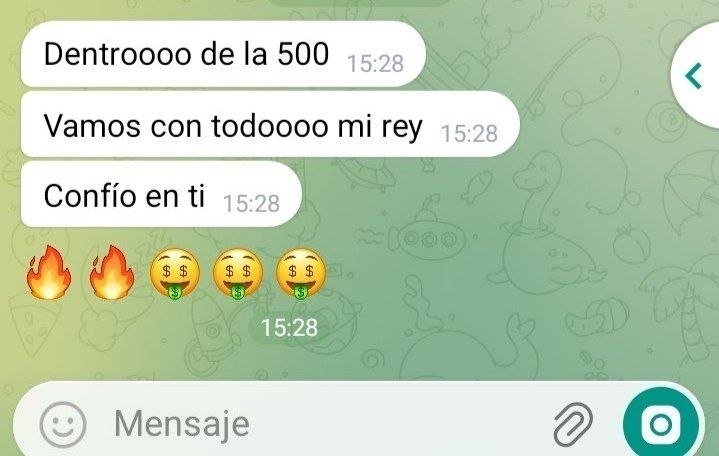 Dentroooo de la 500 15:28
Vamos con todoooo mi rey 15:28
Confío en ti 15:28
🔥🔥🤑🤑🤑
15:28
Mensaje